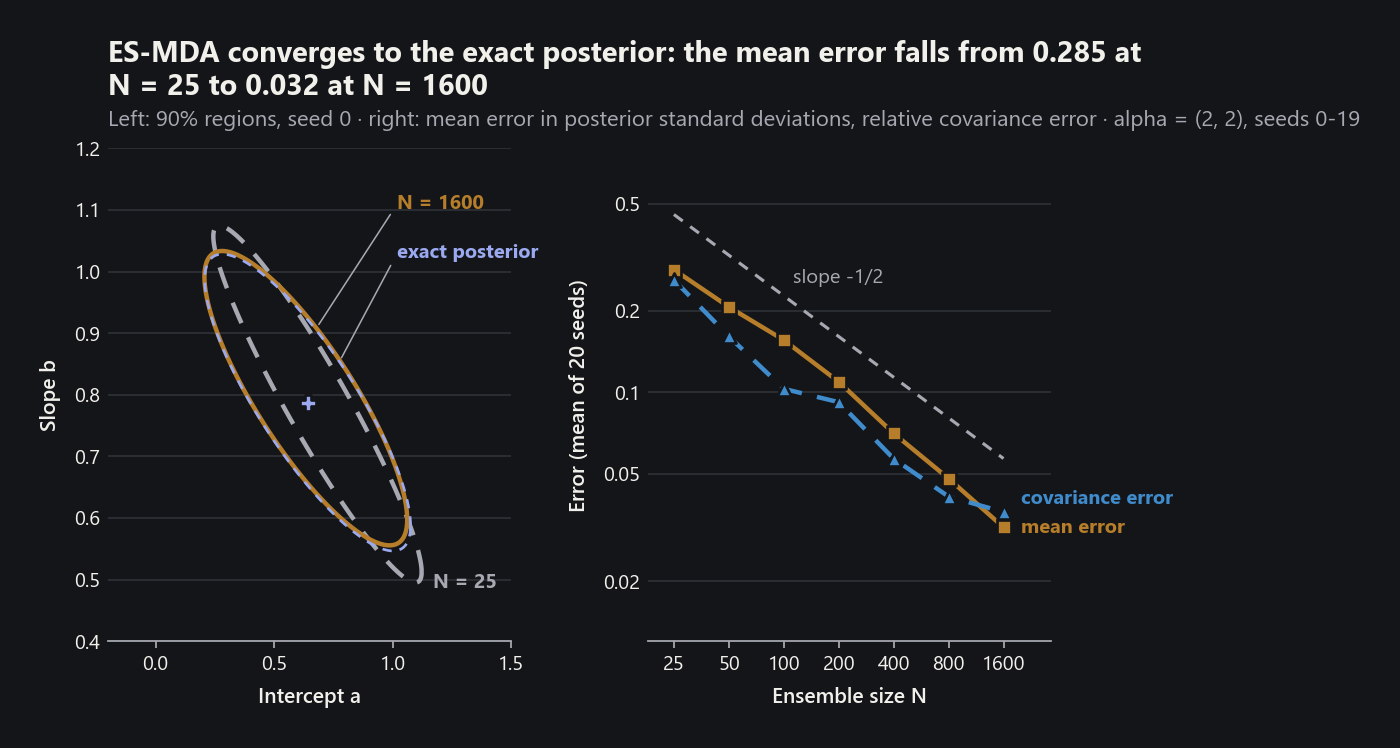 ES-MDA converges to the exact posterior: the mean error falls from 0.285 at
N = 25 to 0.032 at N = 1600
Left: 90% regions, seed 0 · right: mean error in posterior standard deviations, relative covariance error · alpha = (2, 2), seeds 0-19
1.2
1.1
1.0
0.9
0.8
0.7
0.6
0.5
0.4
Slope b
N = 1600
exact posterior
N = 25
0.0
0.5
1.0
1.5
Intercept a
0.5
0.2
0.1
0.05
0.02
Error (mean of 20 seeds)
slope -1/2
covariance error
mean error
25
50
100
200
400
800
1600
Ensemble size N